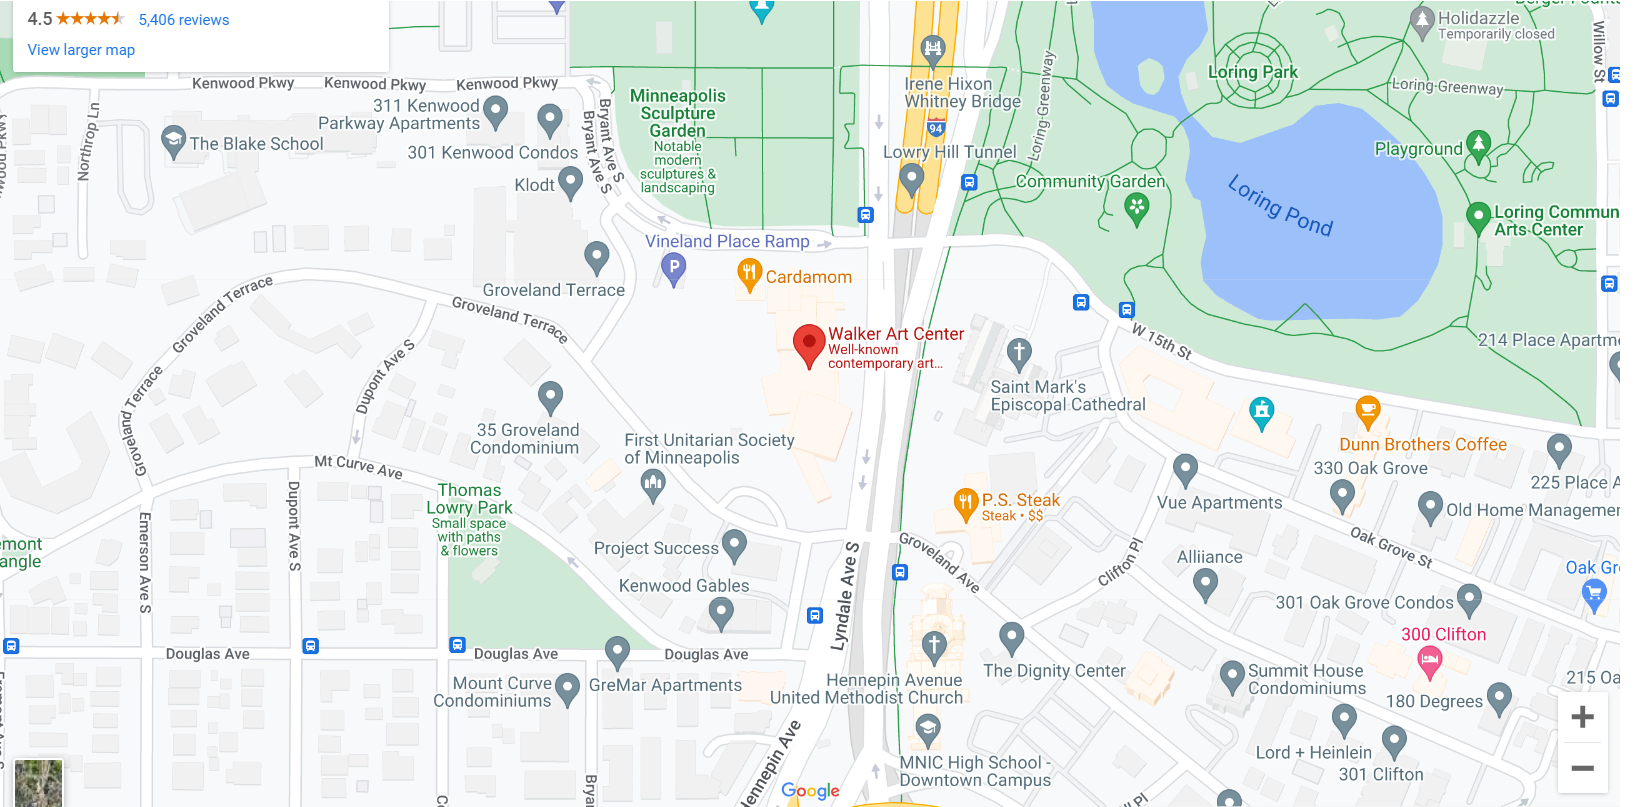 4.5
5,406 reviews
View larger map
Kenwood Pkwy
Kenwood Pkwy
Kenwood Pkwy
Northrop Ln
311 Kenwood
Parkway Apartments
The Blake School
301 Kenwood Condos
Klodt
Bryant Ave S
Bryant Ave S
Minneapolis
Sculpture
Garden
Notable
modern
sculptures &
landscaping
Irene Hixon
Whitney Bridge
94
Lowry Hill Tunnel
Loring Greenway
Loring Park
Holidazzle
Temporarily closed
Loring Greenway
Willow St
Playground
Community Garden
Loring Pond
Loring Commun
Arts Center
Vineland Place Ramp
P
Cardamom
Groveland Terrace
Groveland Terrace
Groveland Terrace
Groveland Terrace
Dupont Ave S
Walker Art Center
Well-known
contemporary art...
W 15th St
214 Place Apartme
Saint Mark's
Episcopal Cathedral
35 Groveland
Condominium
First Unitarian Society
of Minneapolis
Dunn Brothers Coffee
330 Oak Grove
225 Place A
Mt Curve Ave
Thomas
Lowry Park
Small space
with paths
& flowers
P.S. Steak
Steak • $$
Vue Apartments
Old Home Managemer
Oak Grove St
emont
angle
Emerson Ave S
Dupont Ave S
Project Success
Kenwood Gables
Lyndale Ave S
Groveland Ave
Clifton Pl
Alliiance
Oak Gr
301 Oak Grove Condos
300 Clifton
Douglas Ave
Douglas Ave
Douglas Ave
Mount Curve
Condominiums
GreMar Apartments
Hennepin Avenue
United Methodist Church
The Dignity Center
Summit House
Condominiums
180 Degrees
215 Oa
Lord + Heinlein
301 Clifton
MNIC High School -
Downtown Campus
Hennepin Ave
Google
Brya
ll Pl
+
−